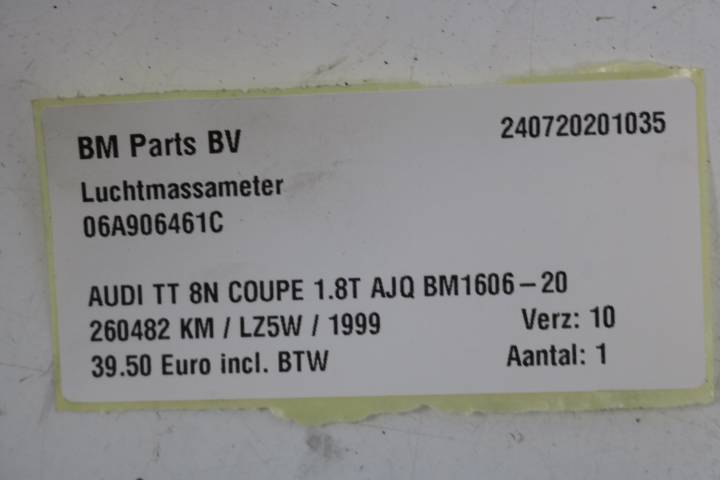 BM Parts BV 240720201035
Luchtmassameter
06A906461C
AUDI TT 8N COUPE 1.8T AJQ BM1606-20
260482 KM / LZ5W / 1999 Verz: 10
39.50 Euro incl. BTW Aantal: 1